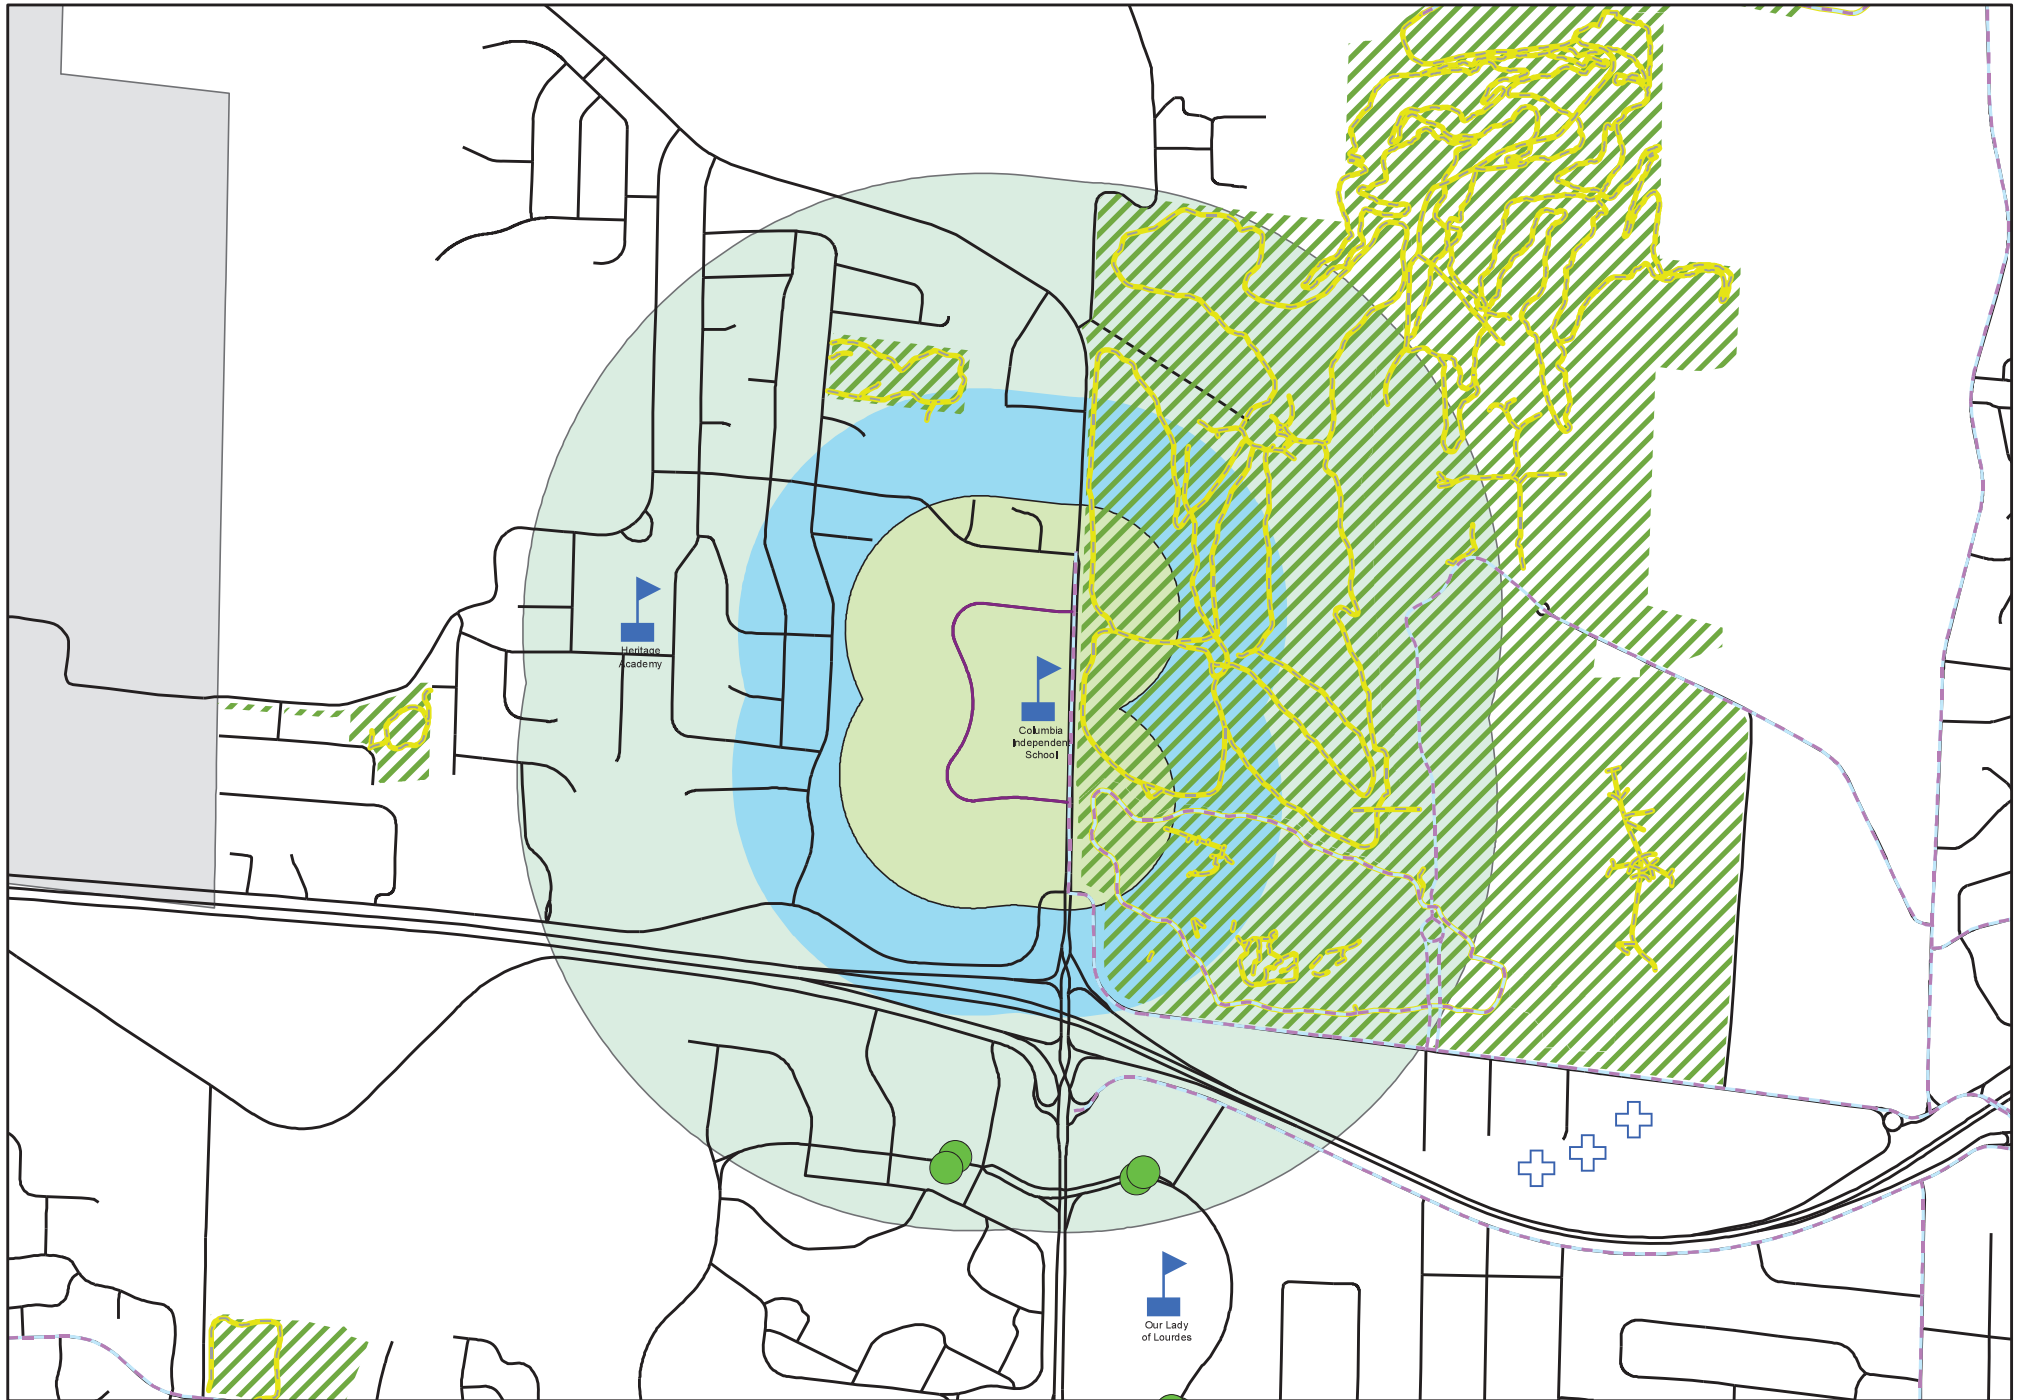 Heritage
Academy
Columbia
Independent
School
Our Lady
of Lourdes